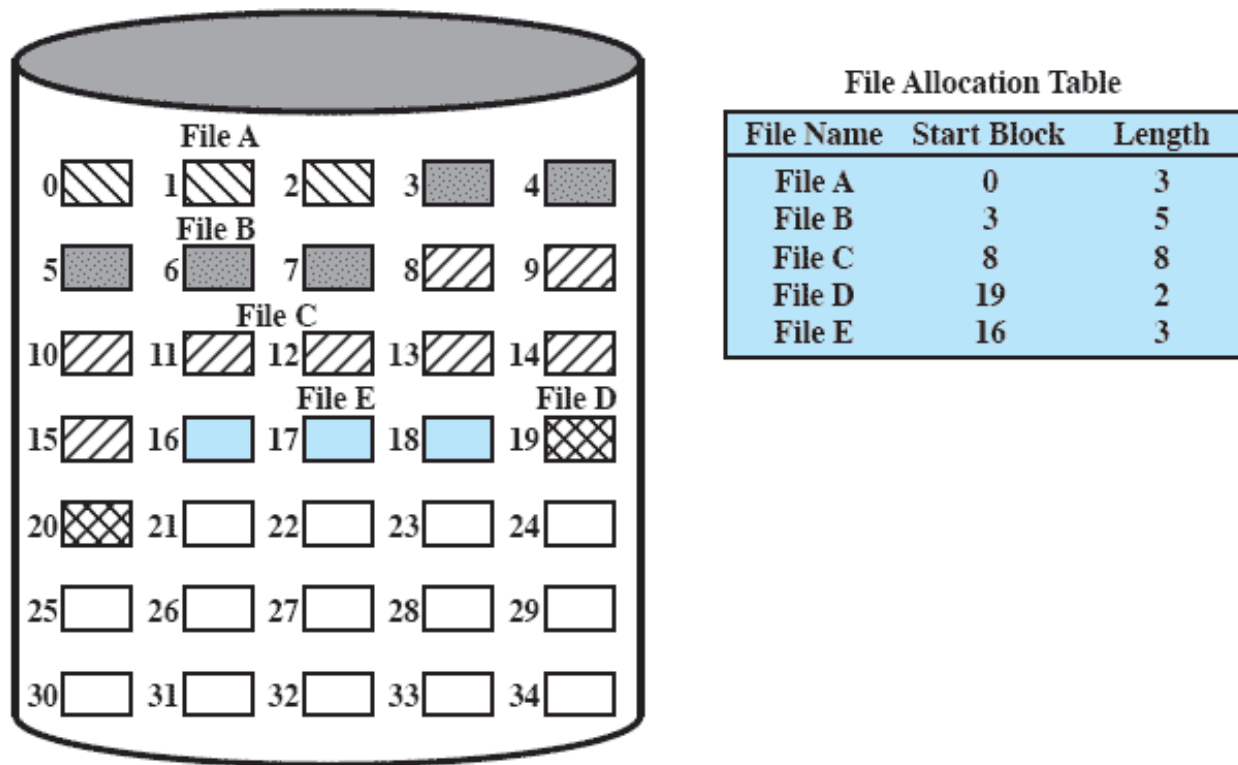 File A
0 1 2 3 4
File B
5 6 7 8 9
File C
10 11 12 13 14
File E File D
15 16 17 18 19
20 21 22 23 24
25 26 27 28 29
30 31 32 33 34
File Allocation Table
File Name Start Block Length
File A 0 3
File B 3 5
File C 8 8
File D 19 2
File E 16 3